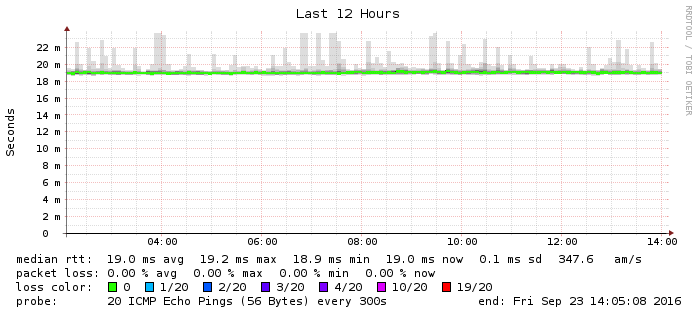 Last 12 Hours
RRDTOOL / TOBI OETIKER
Seconds
22 m
20 m
18 m
16 m
14 m
12 m
10 m
8 m
6 m
4 m
2 m
0
04:00 06:00 08:00 10:00 12:00 14:00
median rtt: 19.0 ms avg 19.2 ms max 18.9 ms min 19.0 ms now 0.1 ms sd 347.6 am/s
packet loss: 0.00 % avg 0.00 % max 0.00 % min 0.00 % now
loss color: 0 1/20 2/20 3/20 4/20 10/20 19/20
probe: 20 ICMP Echo Pings (56 Bytes) every 300s end: Fri Sep 23 14:05:08 2016